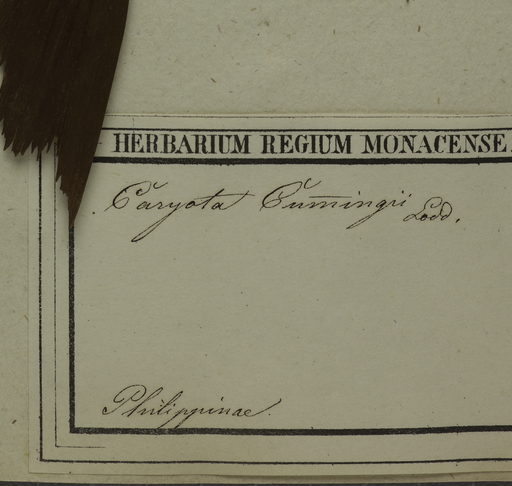 HERBARIUM REGIUM MONACENSE.
Caryota Cumingii Lodd.
Philippinae.